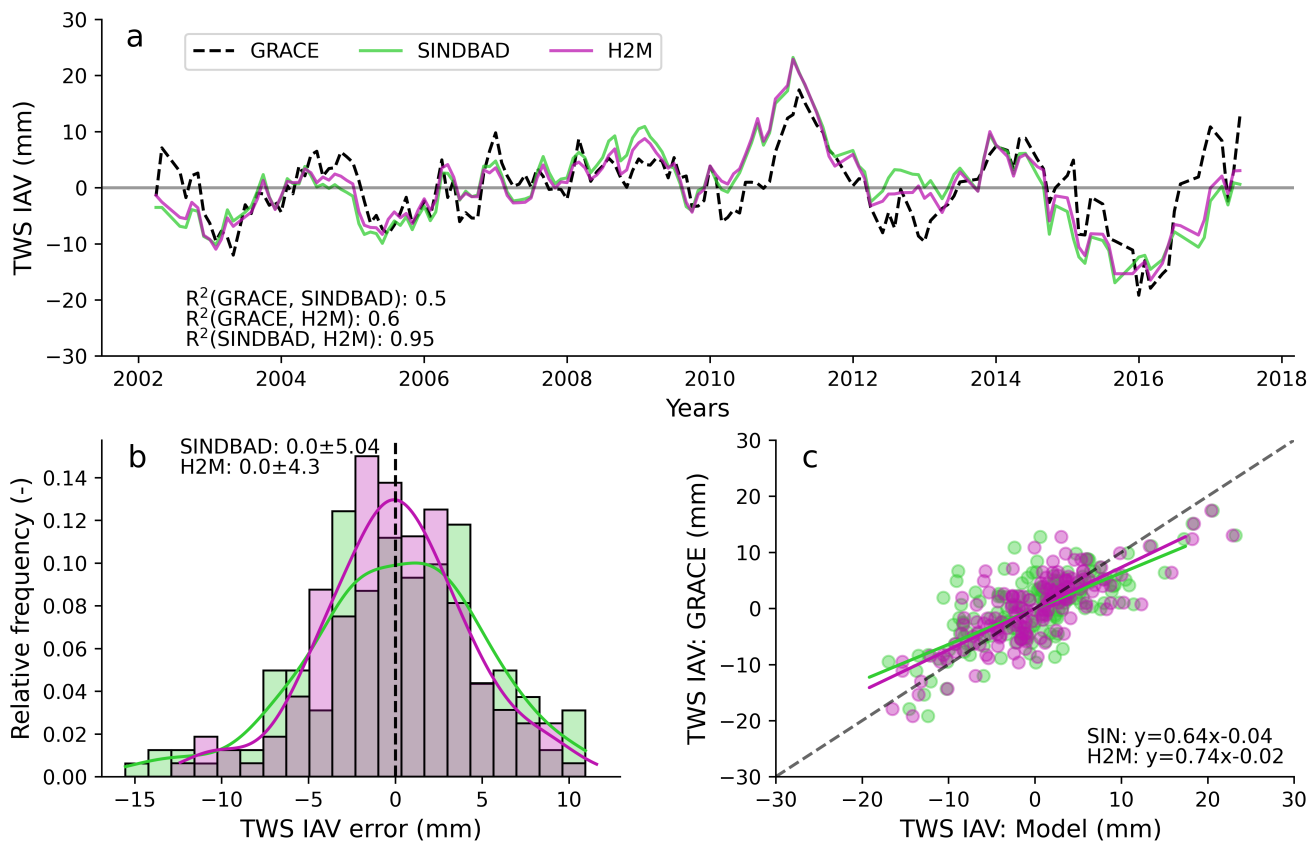 a
GRACE SINDBAD H2M
TWS IAV (mm)
30
20
10
0
−10
−20
−30
R²(GRACE, SINDBAD): 0.5
R²(GRACE, H2M): 0.6
R²(SINDBAD, H2M): 0.95
2002 2004 2006 2008 2010 2012 2014 2016 2018
Years
b
SINDBAD: 0.0±5.04
H2M: 0.0±4.3
Relative frequency (-)
0.14
0.12
0.10
0.08
0.06
0.04
0.02
0.00
−15 −10 −5 0 5 10
TWS IAV error (mm)
c
TWS IAV: GRACE (mm)
30
20
10
0
−10
−20
−30
SIN: y=0.64x-0.04
H2M: y=0.74x-0.02
−30 −20 −10 0 10 20 30
TWS IAV: Model (mm)